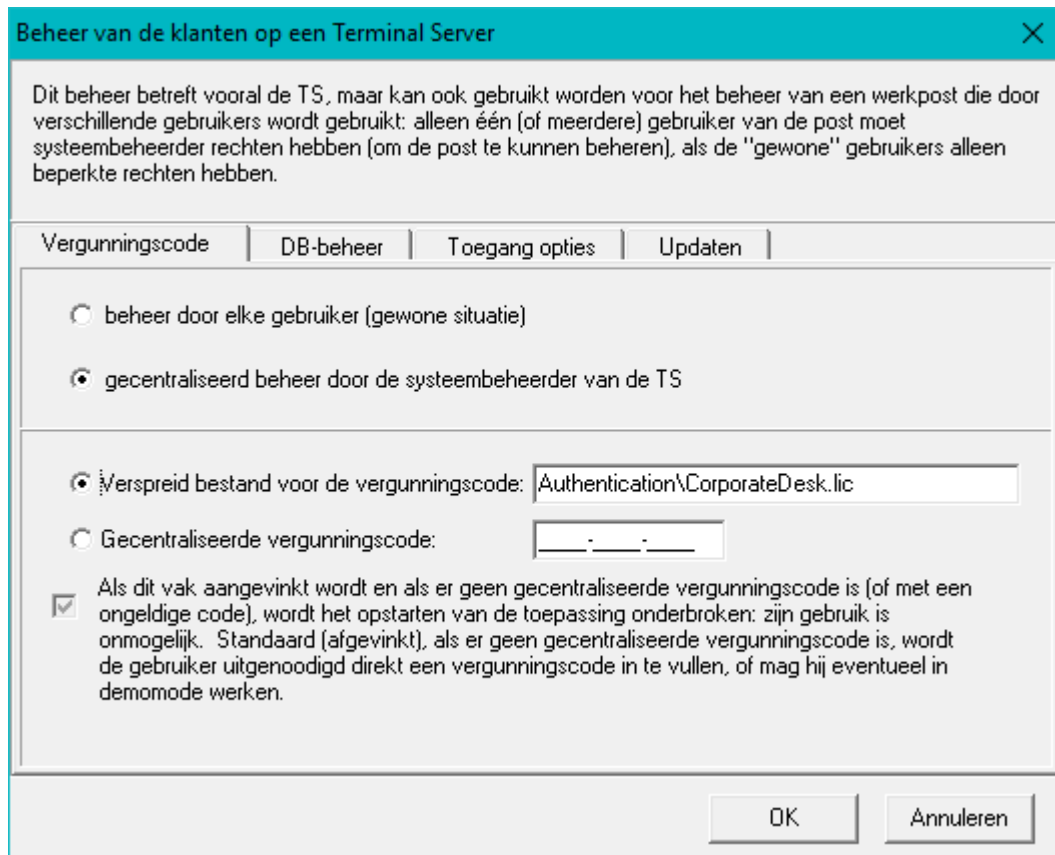 Beheer van de klanten op een Terminal Server
Dit beheer betreft vooral de TS, maar kan ook gebruikt worden voor het beheer van een werkpost die door
verschillende gebruikers wordt gebruikt: alleen één (of meerdere) gebruiker van de post moet
systeembeheerder rechten hebben (om de post te kunnen beheren), als de "gewone" gebruikers alleen
beperkte rechten hebben.
Vergunningscode DB-beheer Toegang opties Updaten
beheer door elke gebruiker (gewone situatie)
gecentraliseerd beheer door de systeembeheerder van de TS
Verspreid bestand voor de vergunningscode: Authentication\CorporateDesk.lic
Gecentraliseerde vergunningscode: ____-____-____
Als dit vak aangevinkt wordt en als er geen gecentraliseerde vergunningscode is (of met een
ongeldige code), wordt het opstarten van de toepassing onderbroken: zijn gebruik is
onmogelijk. Standaard (afgevinkt), als er geen gecentraliseerde vergunningscode is, wordt
de gebruiker uitgenoodigd direkt een vergunningscode in te vullen, of mag hij eventueel in
demomode werken.
OK Annuleren